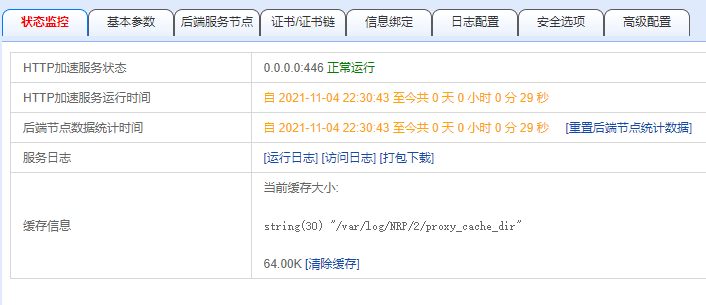 状态监控 基本参数 后端服务节点 证书/证书链 信息绑定 日志配置 安全选项 高级配置
HTTP加速服务状态 0.0.0.0:446 正常运行
HTTP加速服务运行时间 自 2021-11-04 22:30:43 至今共 0 天 0 小时 0 分 29 秒
后端节点数据统计时间 自 2021-11-04 22:30:43 至今共 0 天 0 小时 0 分 29 秒 [重置后端节点统计数据]
服务日志 [运行日志] [访问日志] [打包下载]
当前缓存大小:
缓存信息 string(30) "/var/log/NRP/2/proxy_cache_dir"
64.00K [清除缓存]